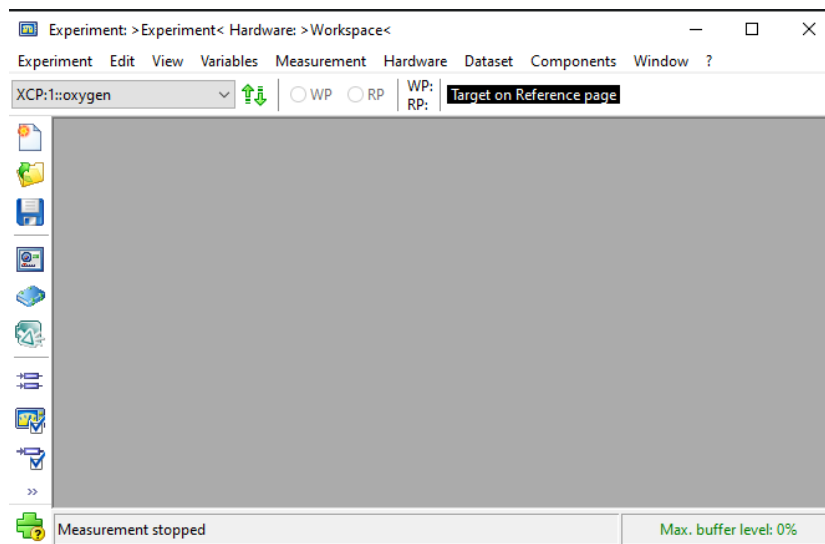 Experiment: >Experiment< Hardware: >Workspace<
Experiment Edit View Variables Measurement Hardware Dataset Components Window ?
XCP:1::oxygen WP RP WP: Target on Reference page
RP:
Measurement stopped Max. buffer level: 0%